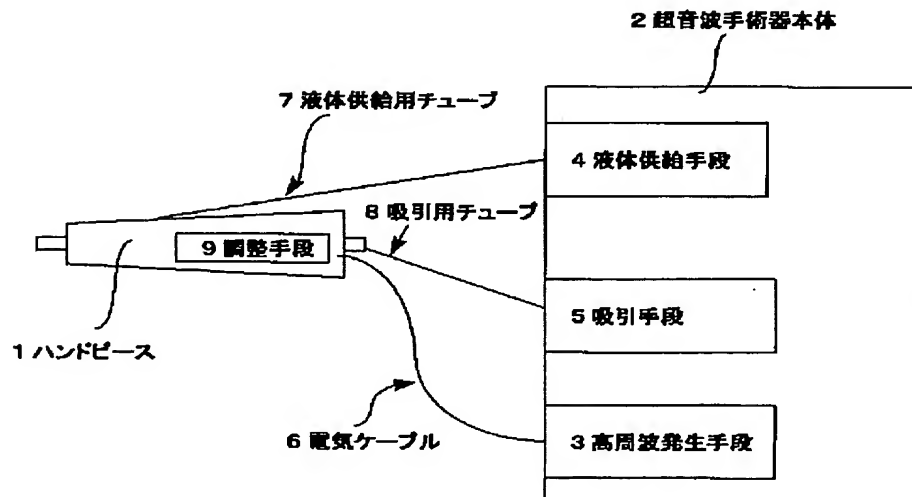 2 超音波手術器本体
7 液体供給用チューブ
4 液体供給手段
8 吸引用チューブ
9 調整手段
5 吸引手段
1 ハンドピース
6 電気ケーブル
3 高周波発生手段